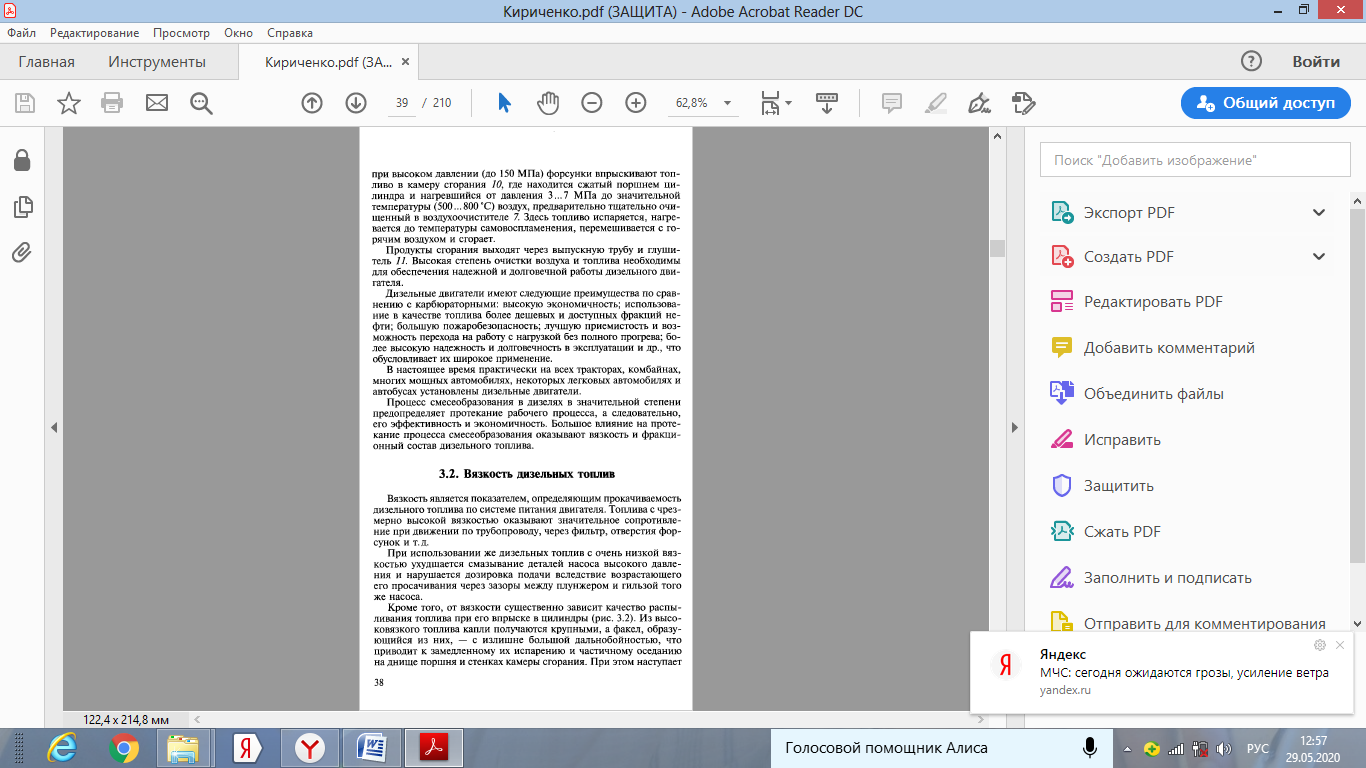 Кириченко.pdf (ЗАЩИТА) - Adobe Acrobat Reader DC
Файл Редактирование Просмотр Окно Справка
Главная Инструменты Кириченко.pdf (ЗА... × Войти
39 / 210 62,8% Общий доступ
при высоком давлении (до 150 МПа) форсунки впрыскивают топ-
ливо в камеру сгорания 10, где находится сжатый поршнем ци-
линдра и нагревшийся от давления 3...7 МПа до значительной
температуры (500...800 °С) воздух, предварительно тщательно очи-
щенный в воздухоочистителе 7. Здесь топливо испаряется, нагре-
вается до температуры самовоспламенения, перемешивается с го-
рячим воздухом и сгорает.
Продукты сгорания выходят через выпускную трубу и глуши-
тель 11. Высокая степень очистки воздуха и топлива необходимы
для обеспечения надежной и долговечной работы дизельного дви-
гателя.
Дизельные двигатели имеют следующие преимущества по срав-
нению с карбюраторными: высокую экономичность; использова-
ние в качестве топлива более дешевых и доступных фракций не-
фти; большую пожаробезопасность; лучшую приемистость и воз-
можность перехода на работу с нагрузкой без полного прогрева; бо-
лее высокую надежность и долговечность в эксплуатации и др., что
обусловливает их широкое применение.
В настоящее время практически на всех тракторах, комбайнах,
многих мощных автомобилях, некоторых легковых автомобилях и
автобусах установлены дизельные двигатели.
Процесс смесеобразования в дизелях в значительной степени
предопределяет протекание рабочего процесса, а следовательно,
его эффективность и экономичность. Большое влияние на проте-
кание процесса смесеобразования оказывают вязкость и фракци-
онный состав дизельного топлива.
3.2. Вязкость дизельных топлив
Вязкость является показателем, определяющим прокачиваемость
дизельного топлива по системе питания двигателя. Топлива с чрез-
мерно высокой вязкостью оказывают значительное сопротивле-
ние при движении по трубопроводу, через фильтр, отверстия фор-
сунок и т.д.
При использовании же дизельных топлив с очень низкой вяз-
костью ухудшается смазывание деталей насоса высокого давле-
ния и нарушается дозировка подачи вследствие возрастающего
его просачивания через зазоры между плунжером и гильзой того
же насоса.
Кроме того, от вязкости существенно зависит качество распы-
ливания топлива при его впрыске в цилиндры (рис. 3.2). Из высо-
ковязкого топлива капли получаются крупными, а факел, образу-
ющийся из них, — с излишне большой дальнобойностью, что
приводит к замедленному их испарению и частичному оседанию
на днище поршня и стенках камеры сгорания. При этом наступает
38
122,4 x 214,8 мм
Поиск "Добавить изображение"
Экспорт PDF
Создать PDF
Редактировать PDF
Добавить комментарий
Объединить файлы
Исправить
Защитить
Сжать PDF
Заполнить и подписать
Отправить для комментирования
Яндекс
МЧС: сегодня ожидаются грозы, усиление ветра
yandex.ru
Голосовой помощник Алиса
РУС
12:57
29.05.2020